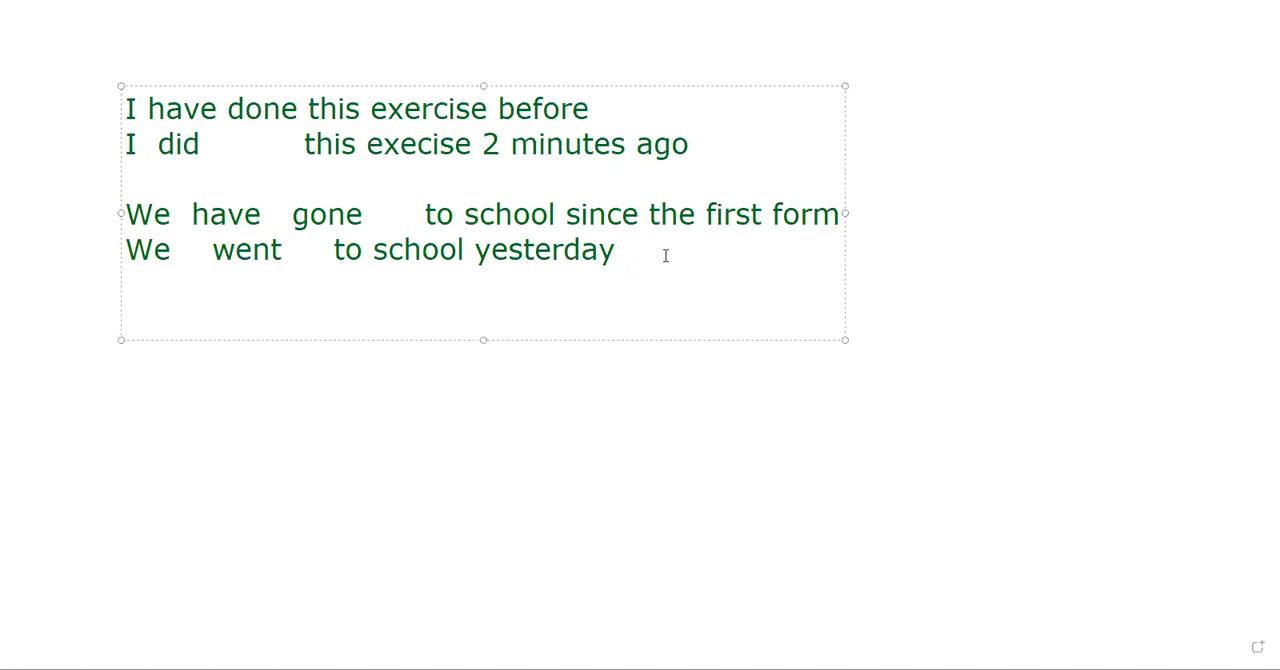 I have done this exercise before
I did this execise 2 minutes ago
We have gone to school since the first form
We went to school yesterday